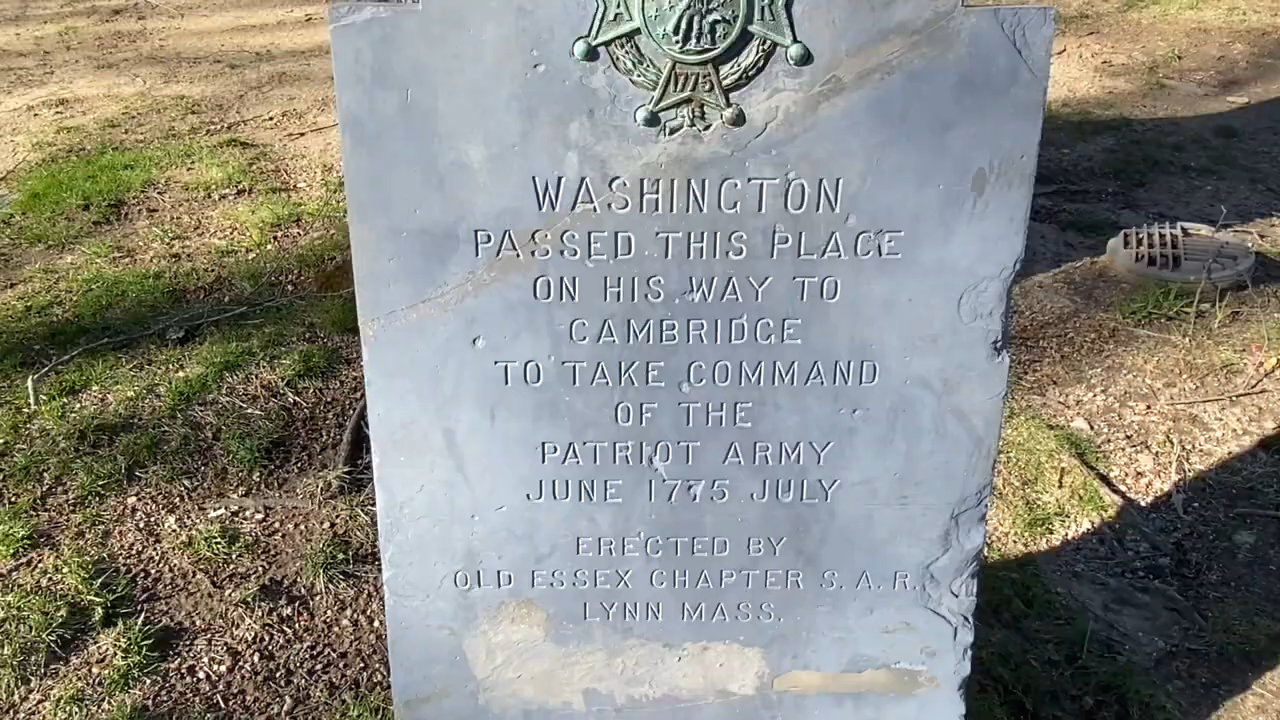 A R
1775
WASHINGTON
PASSED THIS PLACE
ON HIS WAY TO
CAMBRIDGE
TO TAKE COMMAND
OF THE
PATRIOT ARMY
JUNE 1775 JULY
ERECTED BY
OLD ESSEX CHAPTER S. A. R.
LYNN MASS.